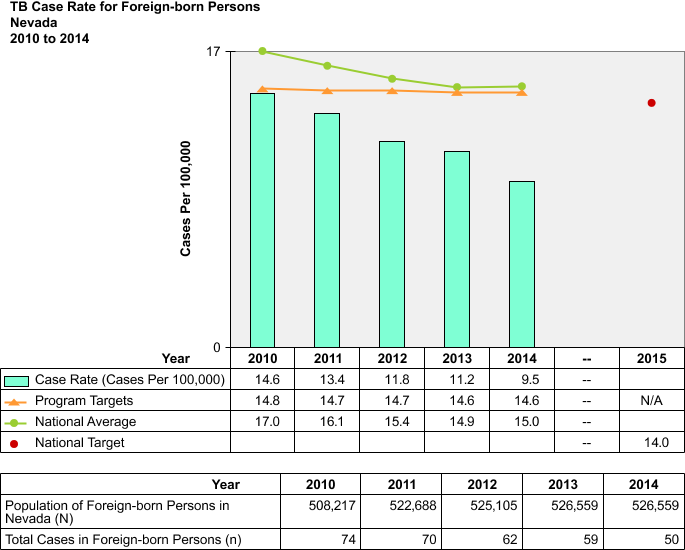 TB Case Rate for Foreign-born Persons
Nevada
2010 to 2014
17
Cases Per 100,000
0
Year 2010 2011 2012 2013 2014 -- 2015
Case Rate (Cases Per 100,000) 14.6 13.4 11.8 11.2 9.5 --
Program Targets 14.8 14.7 14.7 14.6 14.6 -- N/A
National Average 17.0 16.1 15.4 14.9 15.0 --
National Target -- 14.0
Year 2010 2011 2012 2013 2014
Population of Foreign-born Persons in 508,217 522,688 525,105 526,559 526,559
Nevada (N)
Total Cases in Foreign-born Persons (n) 74 70 62 59 50